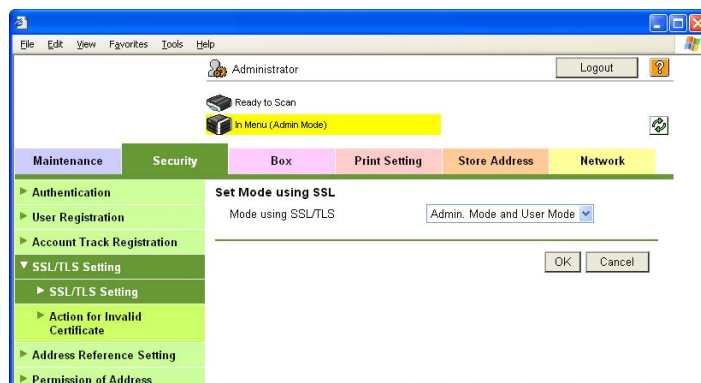 File Edit View Favorites Tools Help
Administrator
Logout
?
Ready to Scan
In Menu (Admin Mode)
Maintenance Security Box Print Setting Store Address Network
Authentication
User Registration
Account Track Registration
SSL/TLS Setting
SSL/TLS Setting
Action for Invalid
Certificate
Address Reference Setting
Permission of Address
Set Mode using SSL
Mode using SSL/TLS Admin. Mode and User Mode
OK Cancel